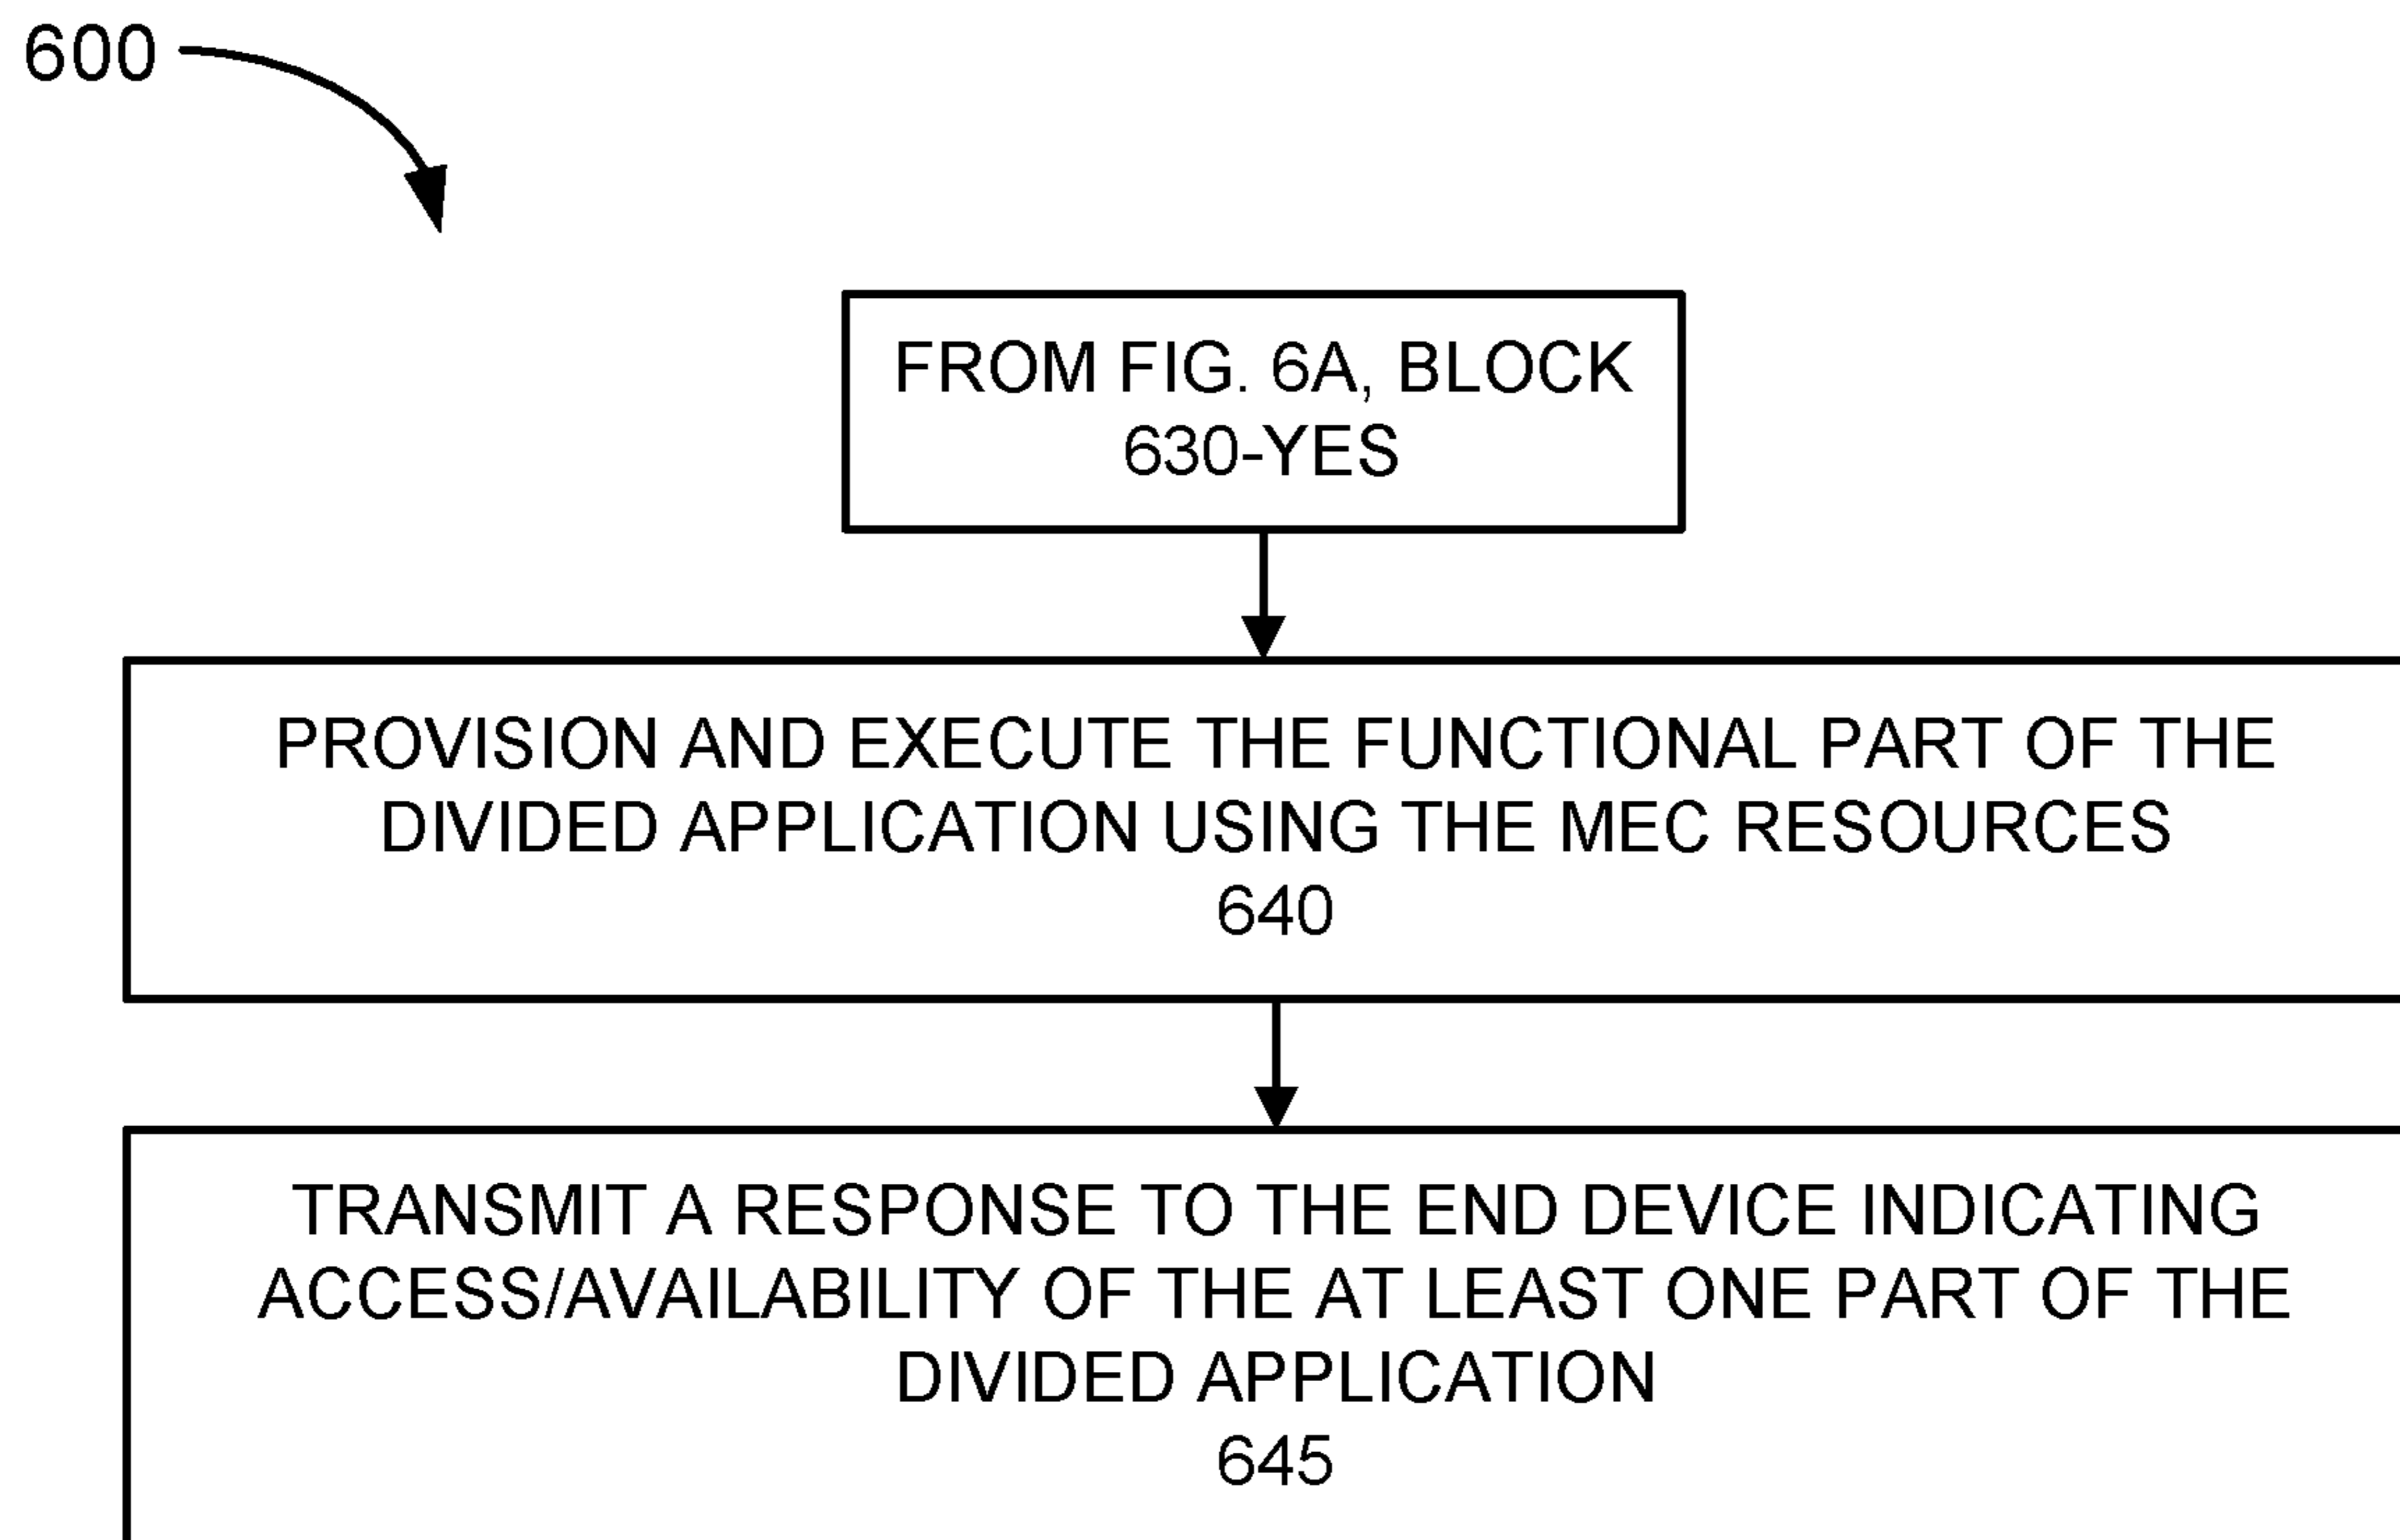 600
FROM FIG. 6A, BLOCK
630-YES
PROVISION AND EXECUTE THE FUNCTIONAL PART OF THE
DIVIDED APPLICATION USING THE MEC RESOURCES
640
TRANSMIT A RESPONSE TO THE END DEVICE INDICATING
ACCESS/AVAILABILITY OF THE AT LEAST ONE PART OF THE
DIVIDED APPLICATION
645